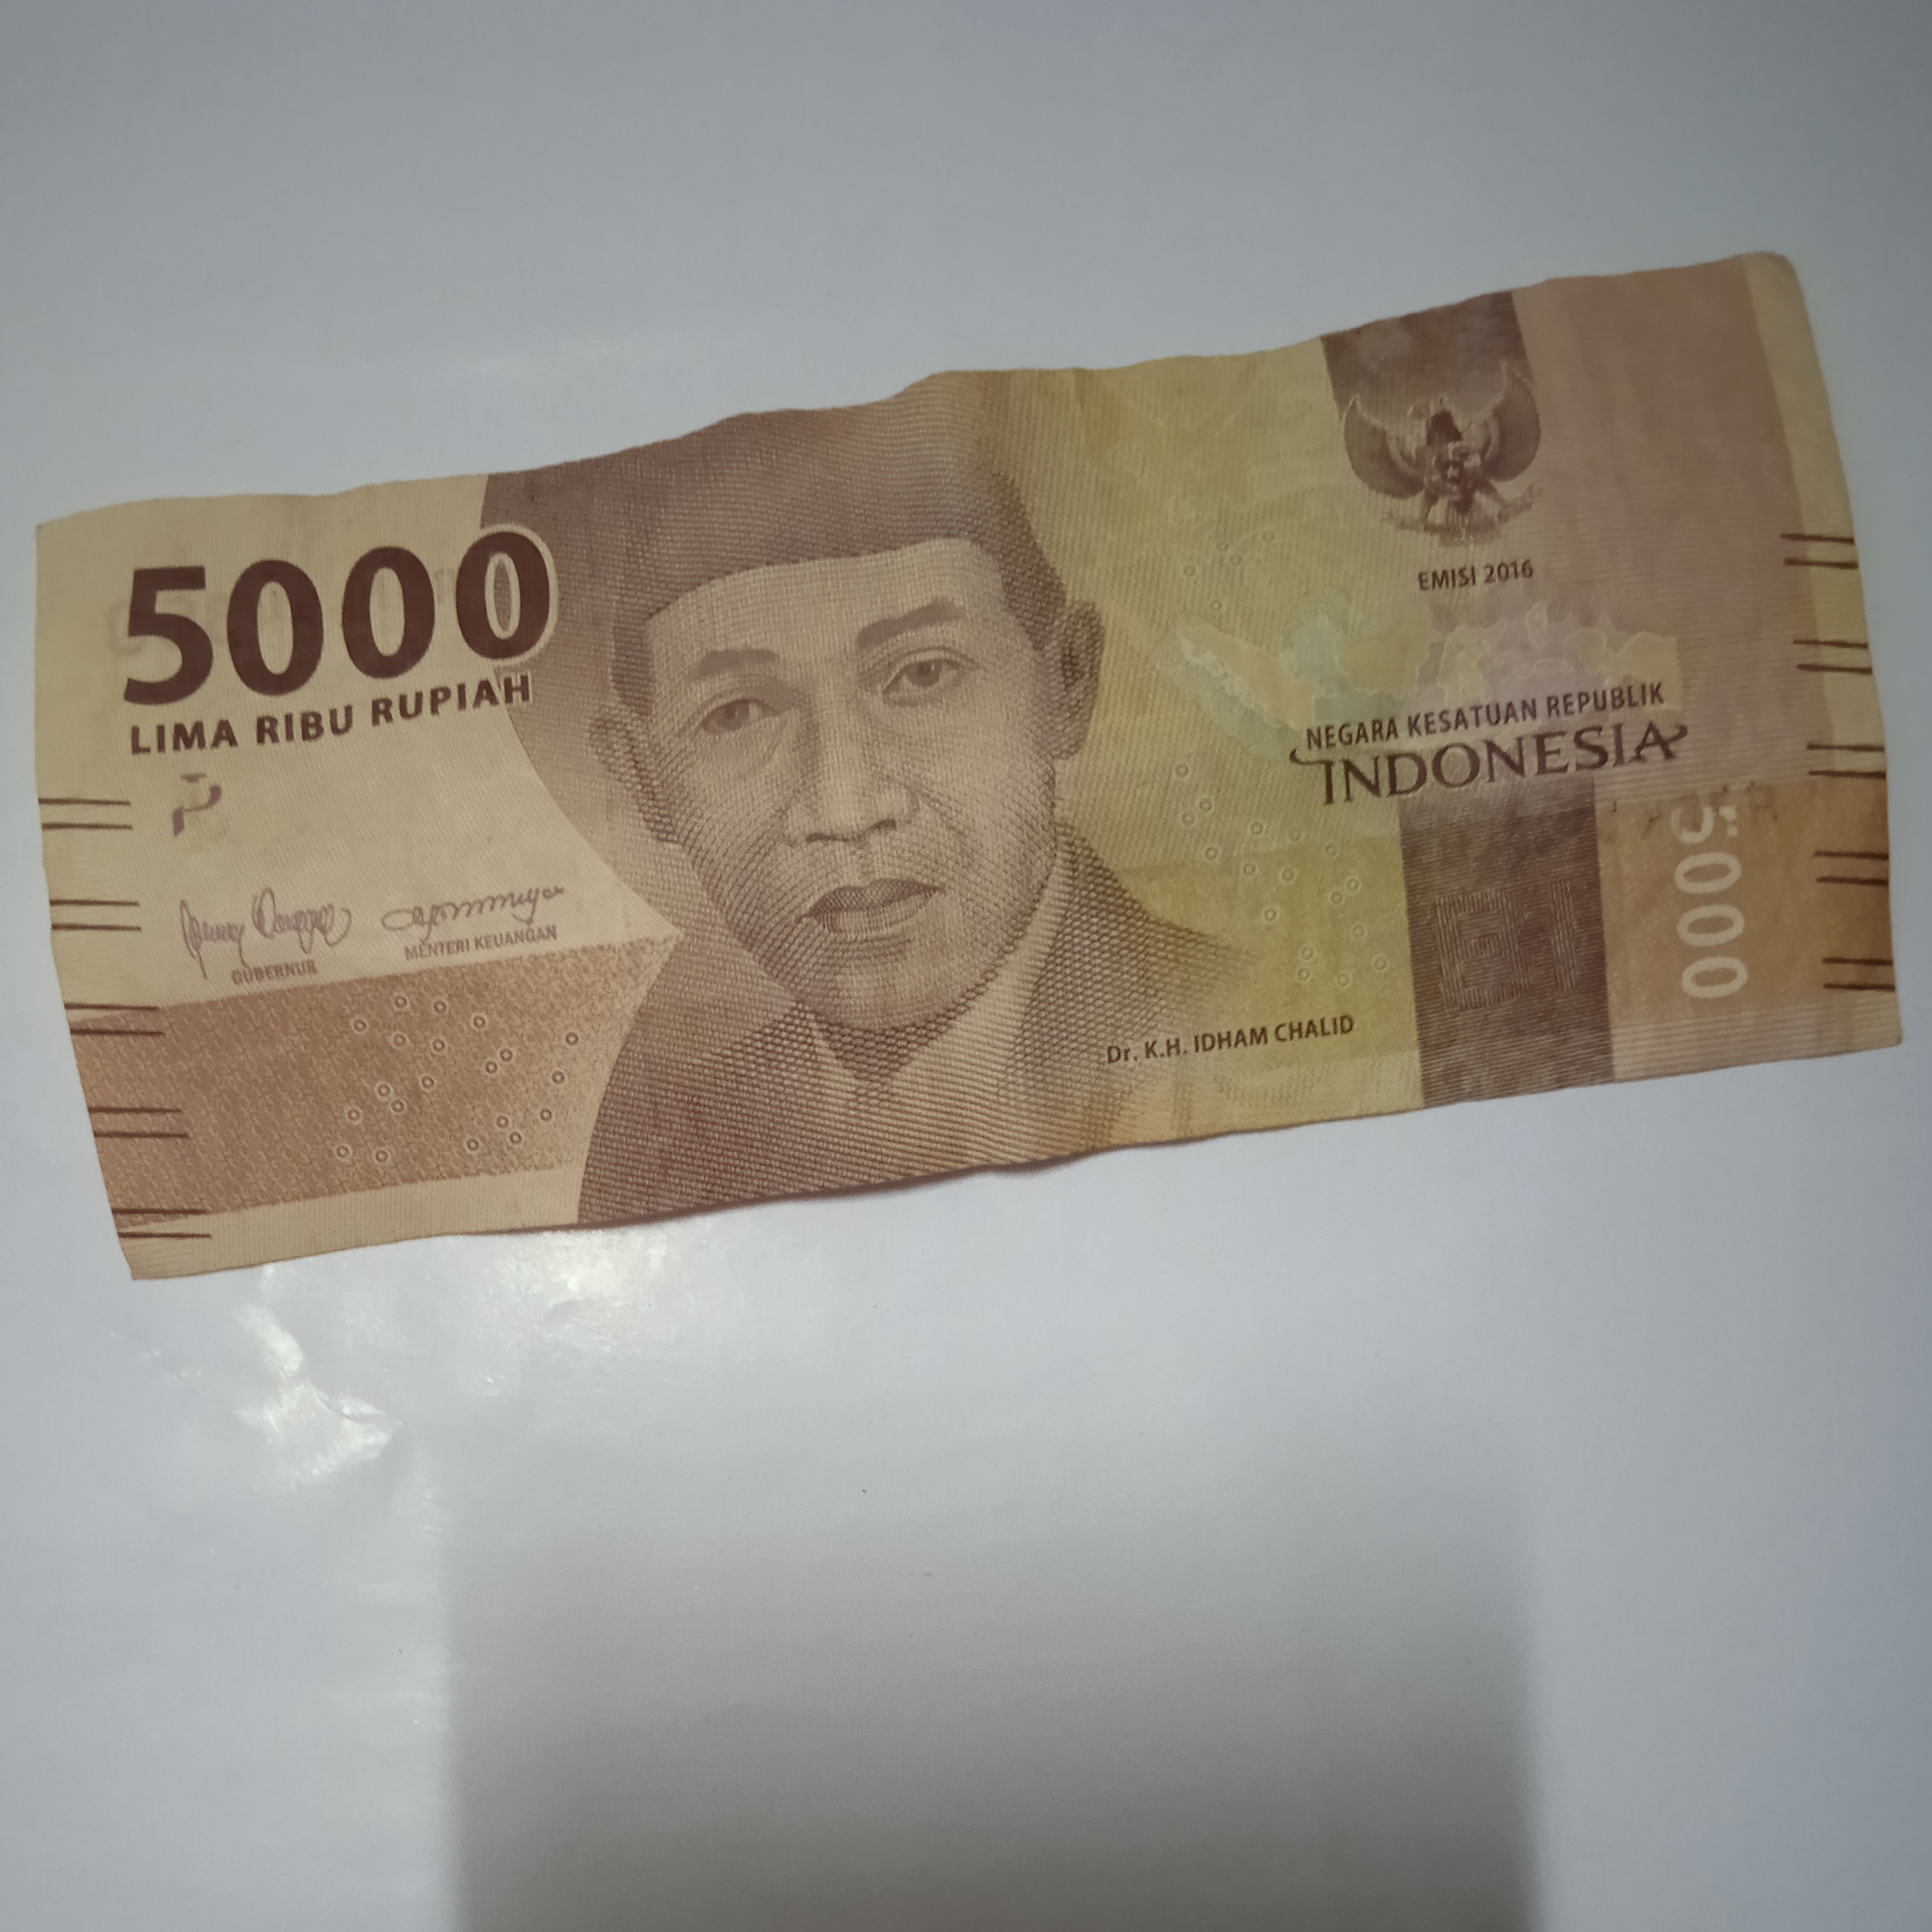 5000
LIMA RIBU RUPIAH
GUBERNUR
MENTERI KEUANGAN
EMISI 2016
NEGARA KESATUAN REPUBLIK
INDONESIA
5000
Dr. K.H. IDHAM CHALID